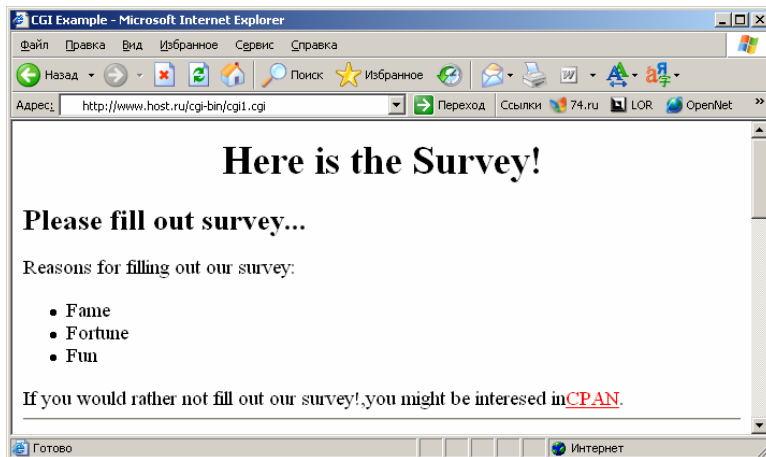 CGI Example - Microsoft Internet Explorer
Файл Правка Вид Избранное Сервис Справка
Назад Поиск Избранное
Адрес: http://www.host.ru/cgi-bin/cgi1.cgi Переход Ссылки 74.ru LOR OpenNet »
Here is the Survey!
Please fill out survey...
Reasons for filling out our survey:
Fame
Fortune
Fun
If you would rather not fill out our survey!,you might be interesed inCPAN.
Готово Интернет